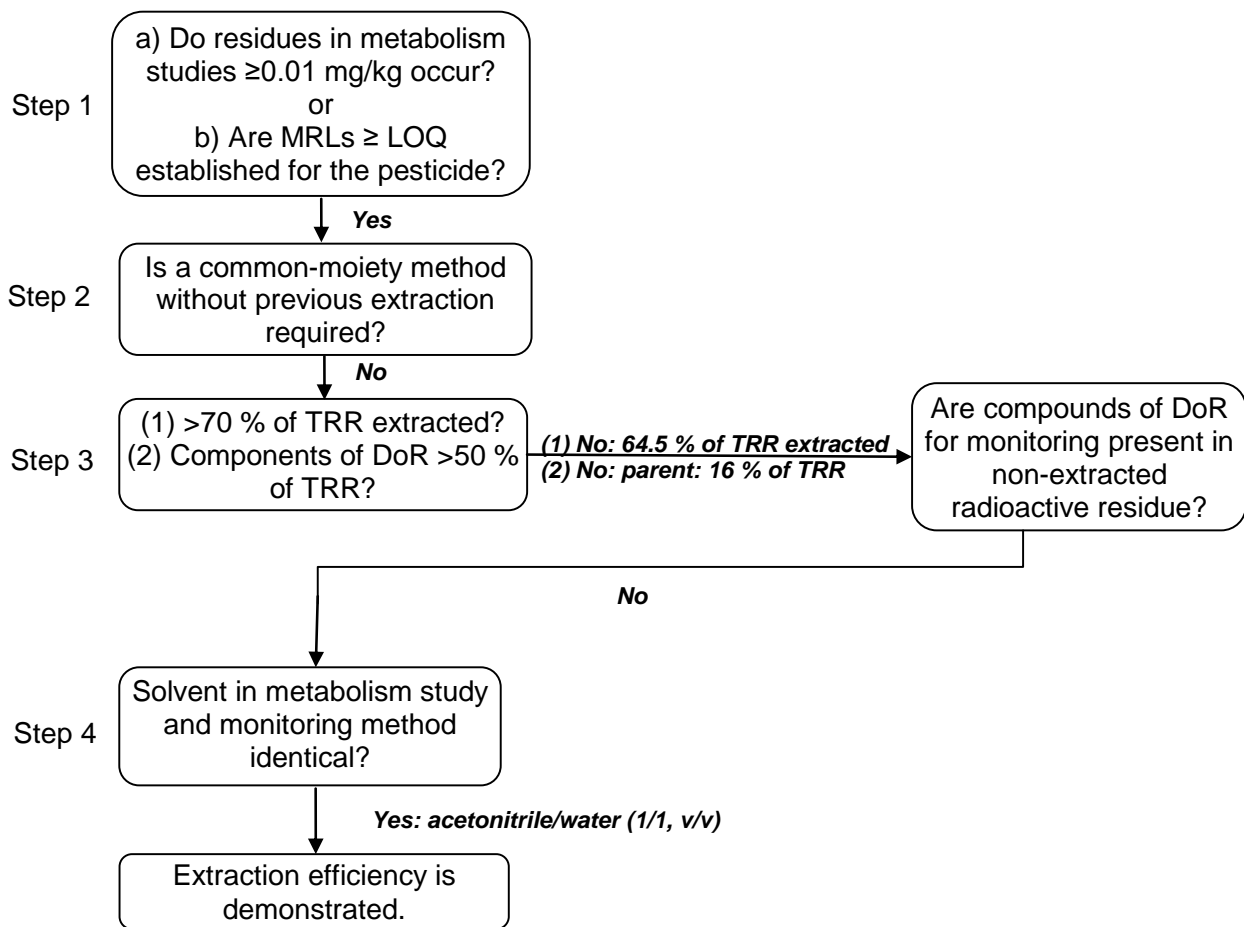 Step 1
a) Do residues in metabolism
studies ≥0.01 mg/kg occur?
or
b) Are MRLs ≥ LOQ
established for the pesticide?
Yes
Step 2
Is a common-moiety method
without previous extraction
required?
No
Step 3
(1) >70 % of TRR extracted?
(2) Components of DoR >50 %
of TRR?
(1) No: 64.5 % of TRR extracted
(2) No: parent: 16 % of TRR
Are compounds of DoR
for monitoring present in
non-extracted
radioactive residue?
No
Step 4
Solvent in metabolism study
and monitoring method
identical?
Yes: acetonitrile/water (1/1, v/v)
Extraction efficiency is
demonstrated.